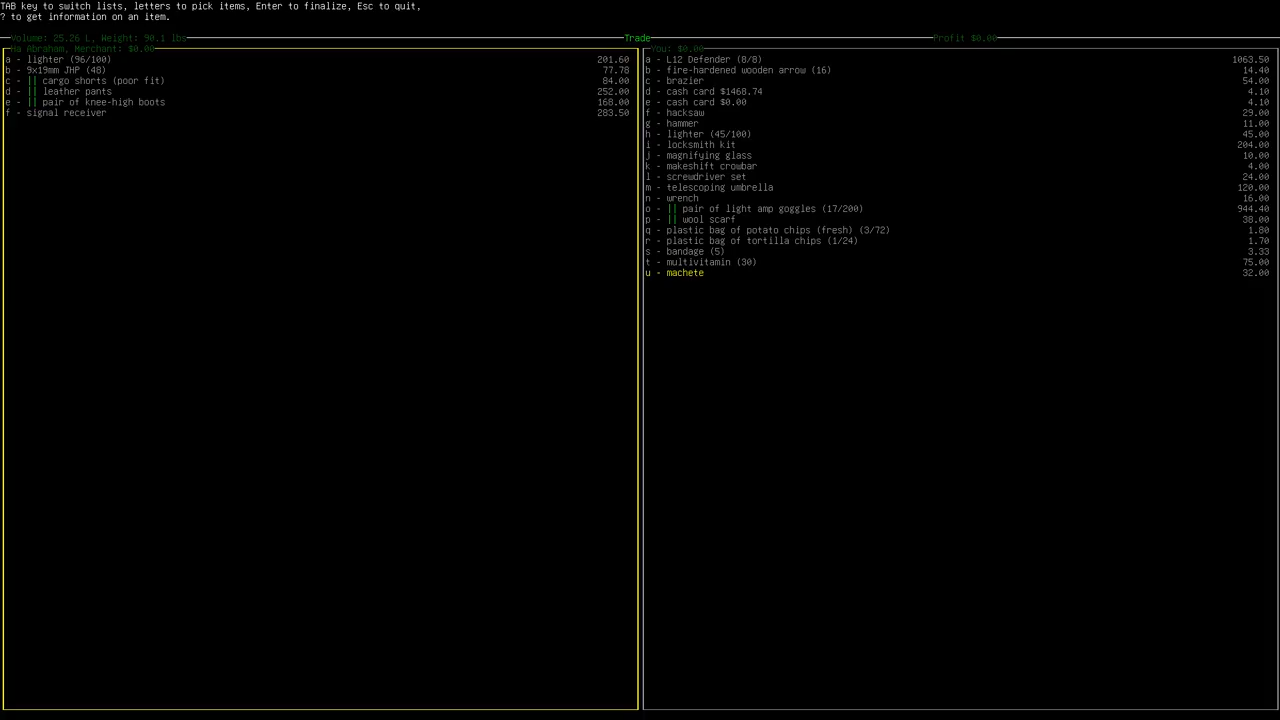 TAB key to switch lists, letters to pick items, Enter to finalize, Esc to quit,
? to get information on an item.
Volume: 25.26 L, Weight: 90.1 lbs Trade Profit $0.00
Ha Abraham, Merchant: $0.00
a - lighter (96/100) 201.60
b - 9x19mm JHP (48) 77.78
c - || cargo shorts (poor fit) 84.00
d - || leather pants 252.00
e - || pair of knee-high boots 168.00
f - signal receiver 283.50
You: $0.00
a - L12 Defender (8/8) 1063.50
b - fire-hardened wooden arrow (16) 14.40
c - brazier 54.00
d - cash card $1468.74 4.10
e - cash card $0.00 4.10
f - hacksaw 29.00
g - hammer 11.00
h - lighter (45/100) 45.00
i - locksmith kit 204.00
j - magnifying glass 10.00
k - makeshift crowbar 4.00
l - screwdriver set 24.00
m - telescoping umbrella 120.00
n - wrench 16.00
o - || pair of light amp goggles (17/200) 944.40
p - || wool scarf 38.00
q - plastic bag of potato chips (fresh) (3/72) 1.80
r - plastic bag of tortilla chips (1/24) 1.70
s - bandage (5) 3.33
t - multivitamin (30) 75.00
u - machete 32.00